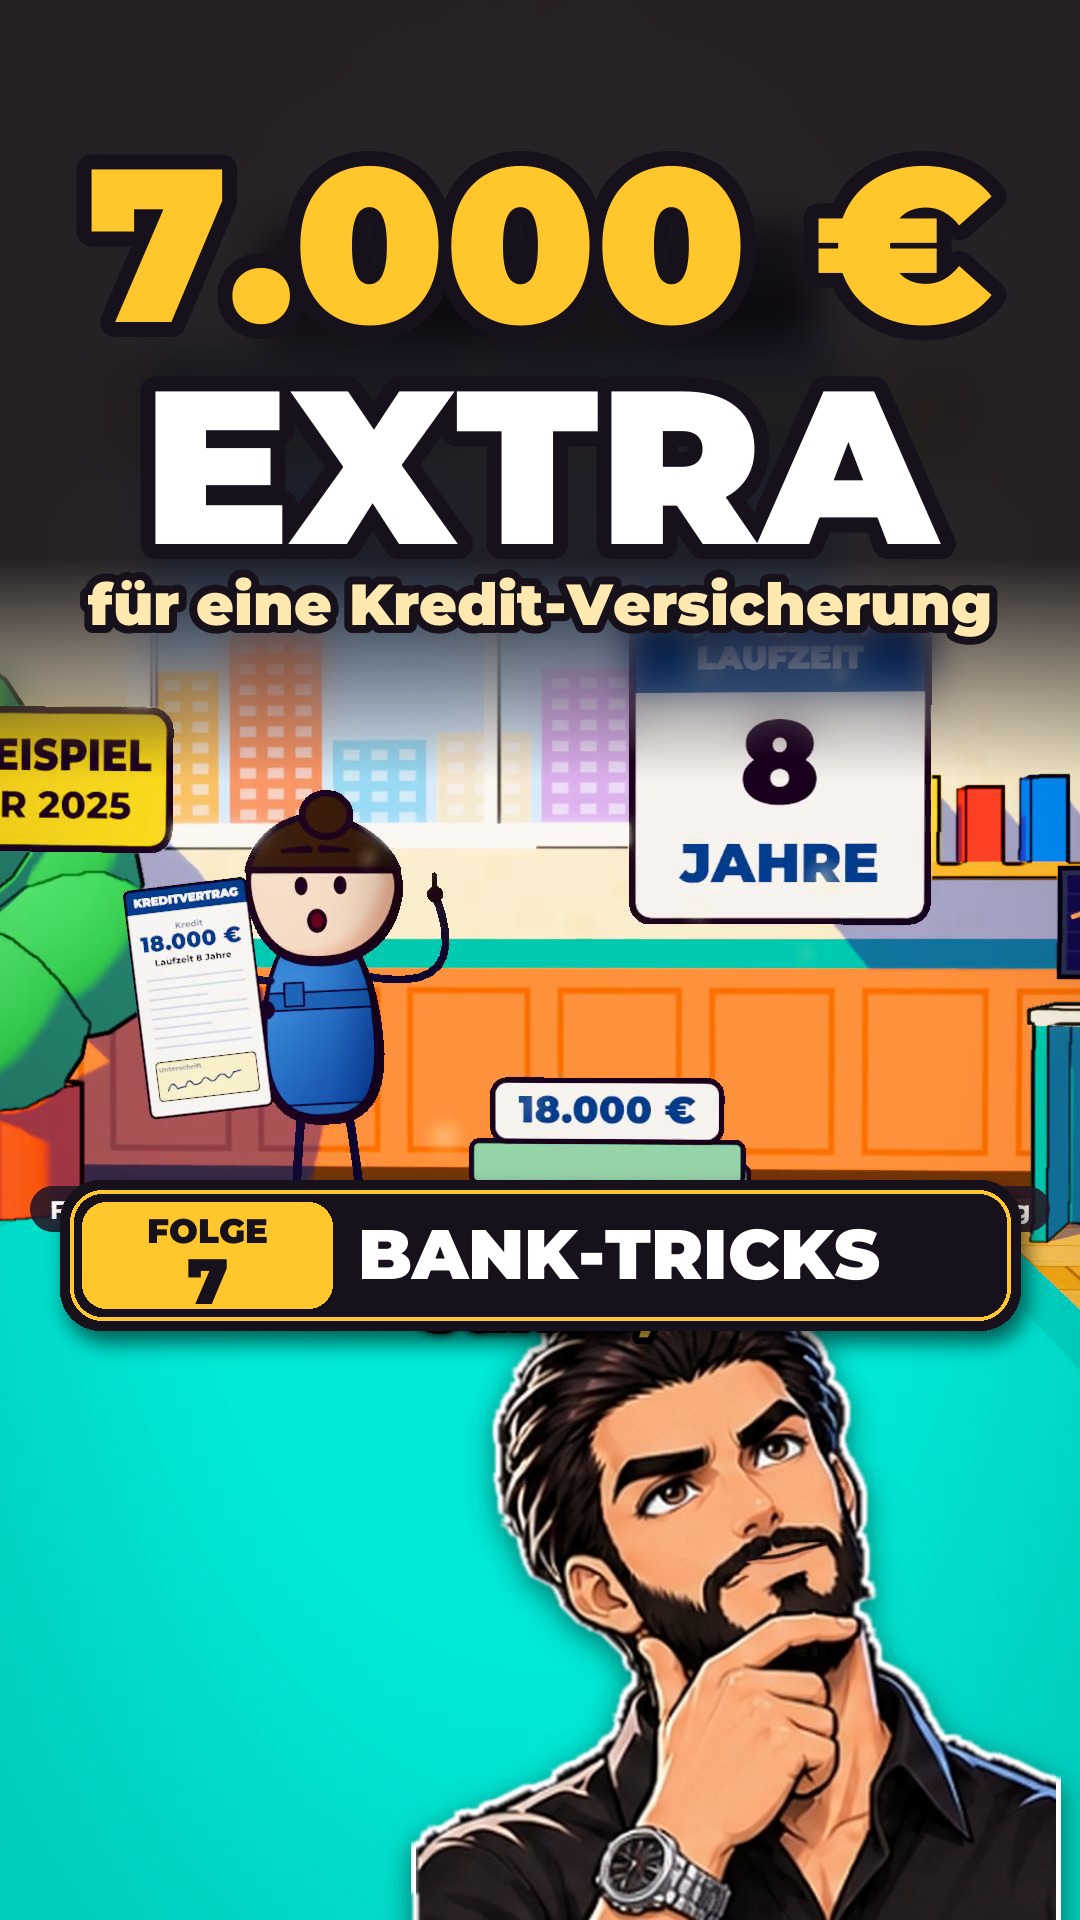 7.000 €
EXTRA
für eine Kredit-Versicherung
LAUFZEIT
8
JAHRE
EISPIEL
R 2025
KREDITVERTRAG
Kredit
18.000 €
Laufzeit 8 Jahre
Unterschrift
18.000 €
FOLGE
7
BANK-TRICKS